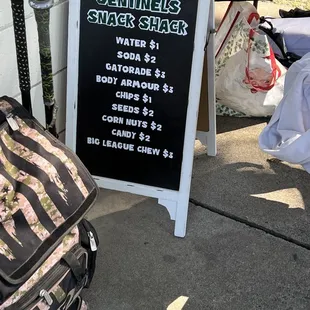 SENTINELS
SNACK SHACK
WATER $1
SODA $2
GATORADE $3
BODY ARMOUR $3
CHIPS $1
SEEDS $2
CORN NUTS $2
CANDY $2
BIG LEAGUE CHEW $3